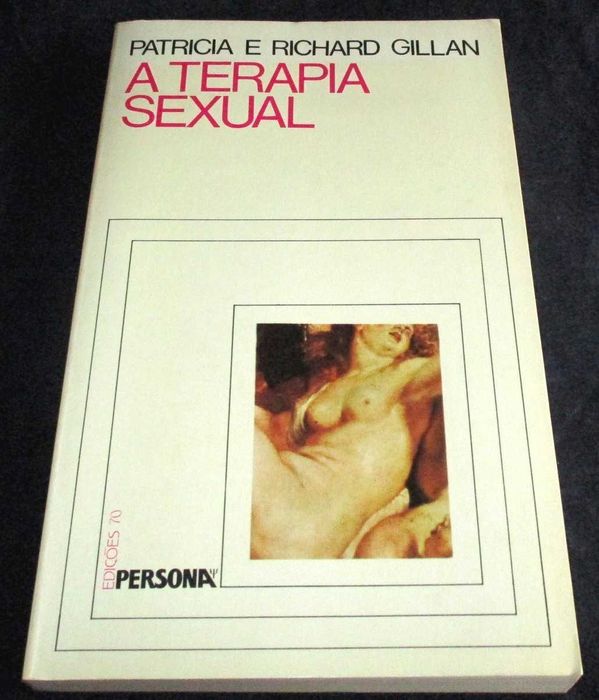 PATRICIA E RICHARD GILLAN
A TERAPIA
SEXUAL
EDIÇÕES 70
PERSONA Ψ